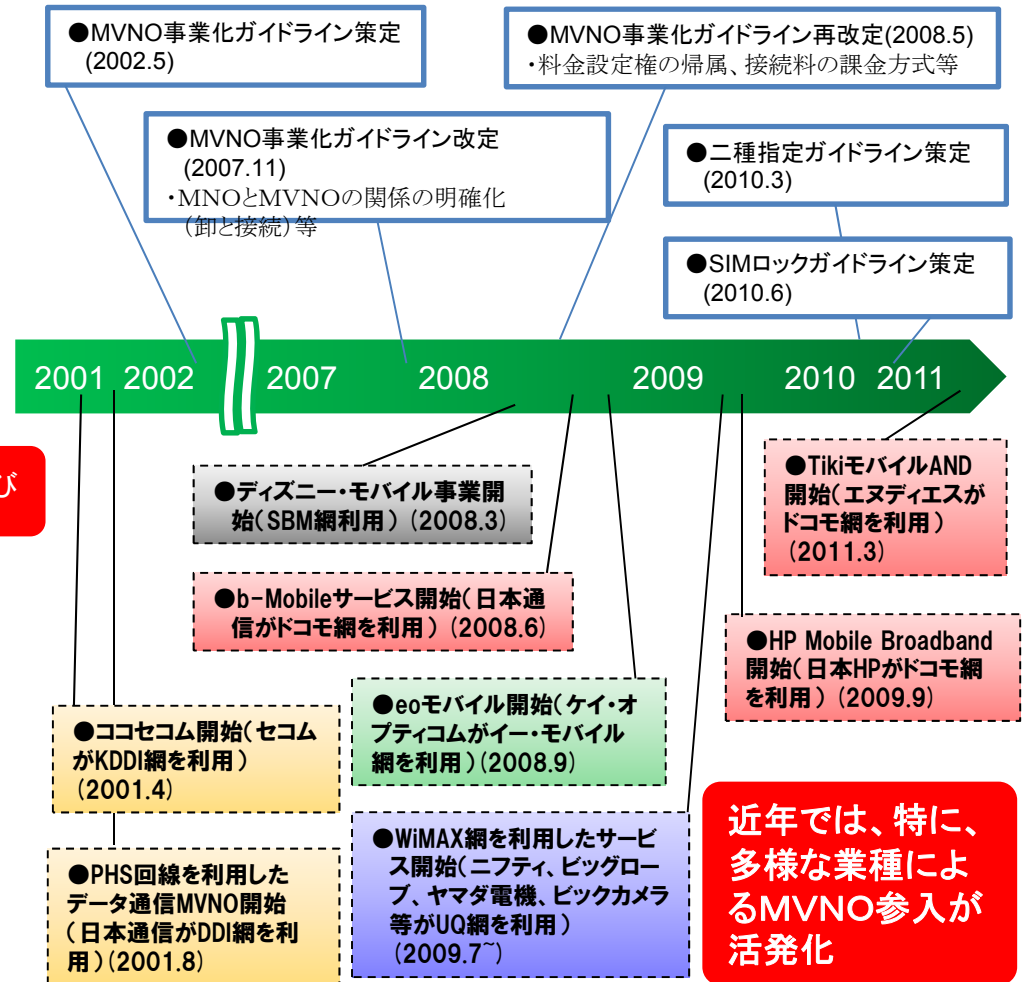 ●MVNO事業化ガイドライン策定
(2002.5)
●MVNO事業化ガイドライン再改定(2008.5)
・料金設定権の帰属、接続料の課金方式等
●MVNO事業化ガイドライン改定
(2007.11)
・MNOとMVNOの関係の明確化
(卸と接続)等
●二種指定ガイドライン策定
(2010.3)
●SIMロックガイドライン策定
(2010.6)
2001 2002 2007 2008 2009 2010 2011
び
●ディズニー・モバイル事業開
始(SBM網利用) (2008.3)
●TikiモバイルAND
開始(エヌディエスが
ドコモ網を利用)
(2011.3)
●b-Mobileサービス開始(日本通
信がドコモ網を利用) (2008.6)
●HP Mobile Broadband
開始(日本HPがドコモ網
を利用) (2009.9)
●ココセコム開始(セコム
がKDDI網を利用)
(2001.4)
●eoモバイル開始(ケイ・オ
プティコムがイー・モバイル
網を利用)(2008.9)
●PHS回線を利用した
データ通信MVNO開始
(日本通信がDDI網を利
用)(2001.8)
●WiMAX網を利用したサービ
ス開始(ニフティ、ビッグロー
ブ、ヤマダ電機、ビックカメラ
等がUQ網を利用)
(2009.7~)
近年では、特に、
多様な業種によ
るMVNO参入が
活発化